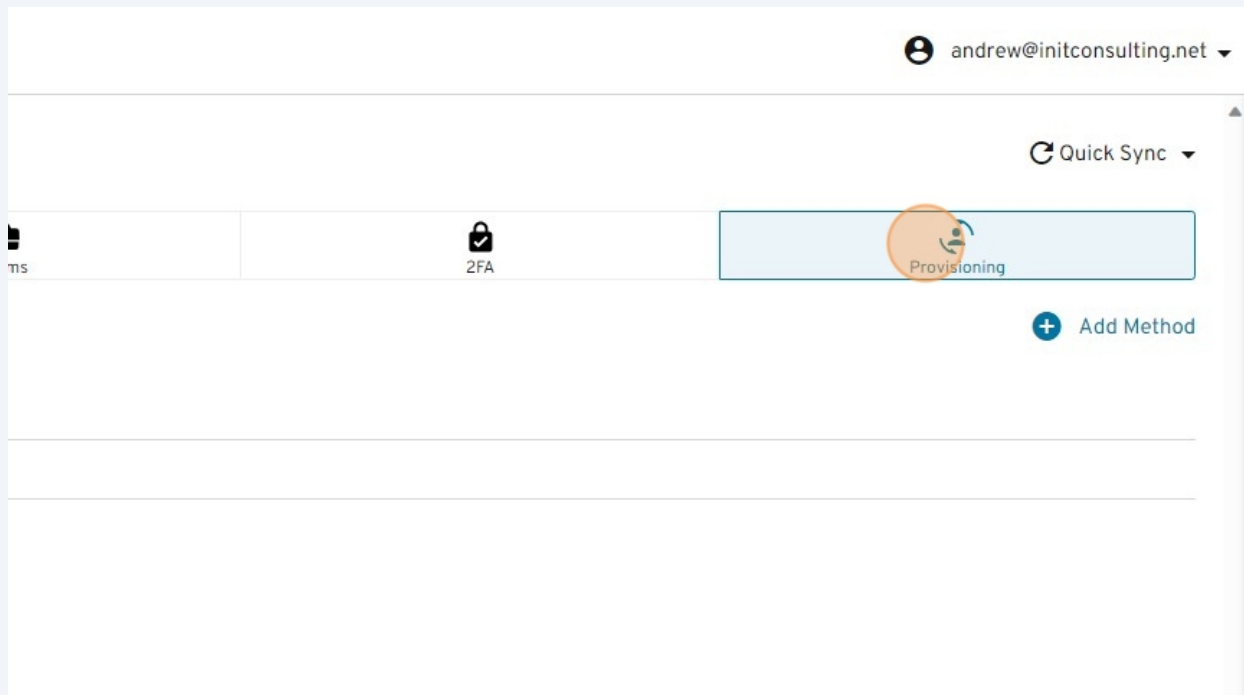 andrew@initconsulting.net
Quick Sync
ms
2FA
Provisioning
Add Method